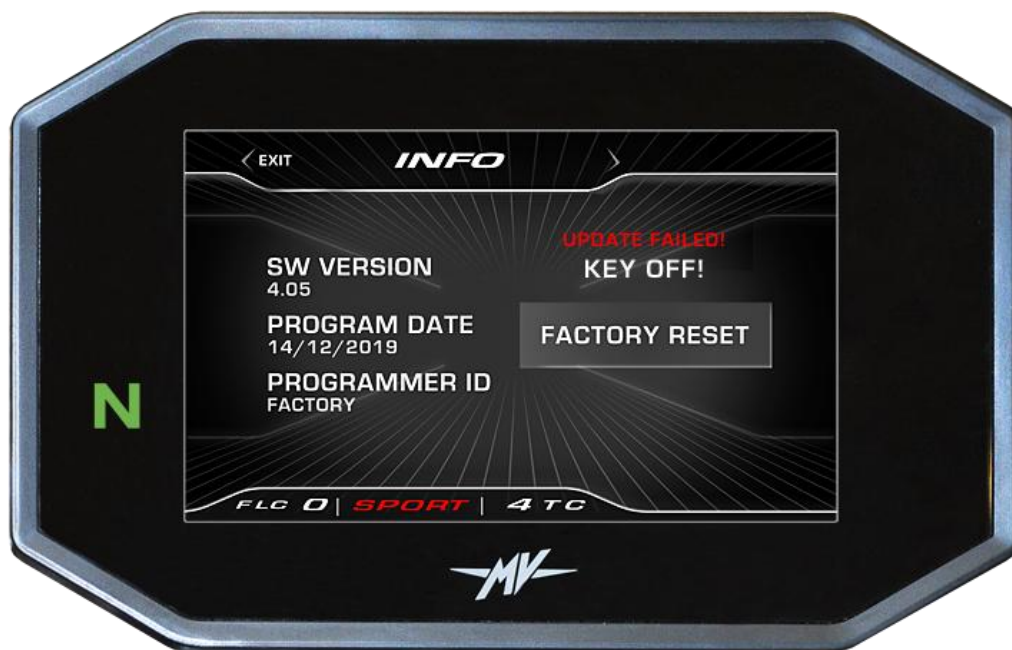 EXIT
INFO
UPDATE FAILED!
KEY OFF!
SW VERSION
4.05
PROGRAM DATE
14/12/2019
FACTORY RESET
PROGRAMMER ID
FACTORY
N
FLC 0 | SPORT | 4 TC
MV